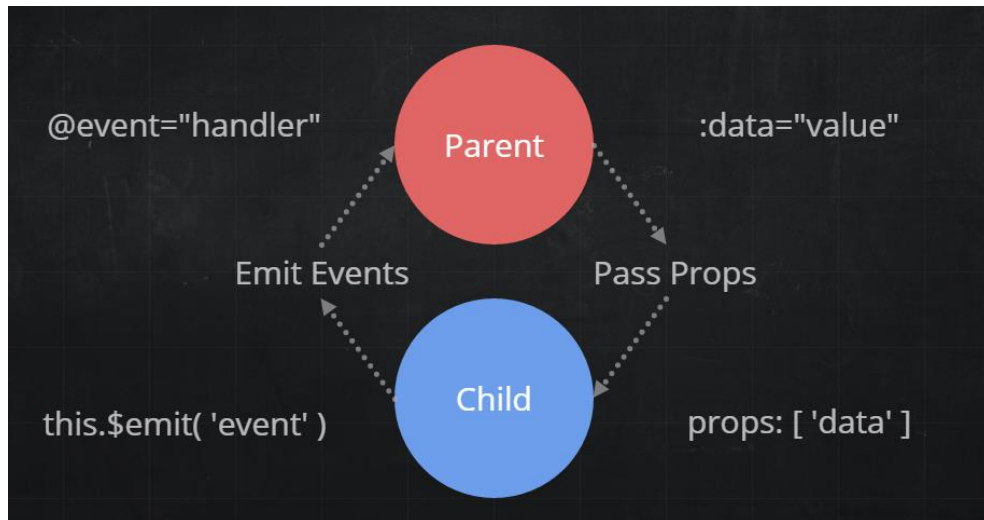 @event="handler"
Parent
:data="value"
Emit Events
Pass Props
Child
this.$emit( 'event' )
props: [ 'data' ]